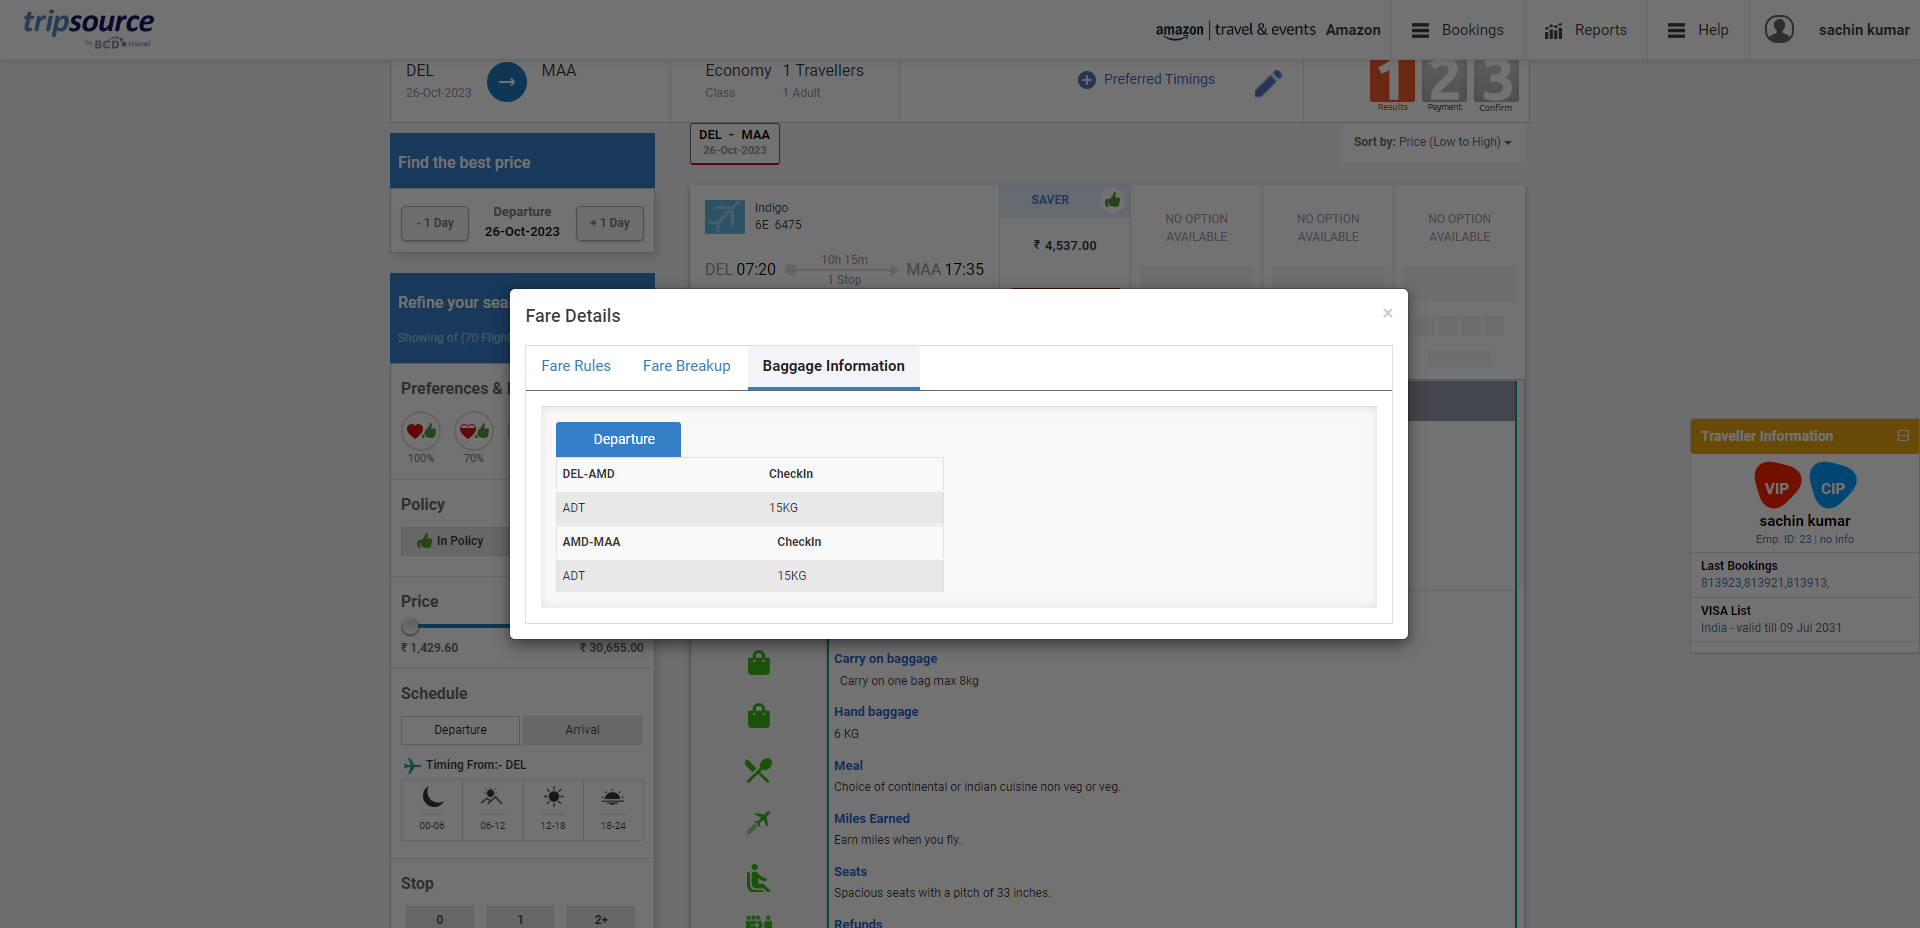 tripsource
by BCD travel
amazon | travel & events Amazon
Bookings
Reports
Help
sachin kumar
DEL
26-Oct-2023
MAA
Economy
Class
1 Travellers
1 Adult
Preferred Timings
1
Results
2
Payment
3
Confirm
Find the best price
- 1 Day
Departure
26-Oct-2023
+ 1 Day
DEL - MAA
26-Oct-2023
Sort by: Price (Low to High)
Indigo
6E 6475
DEL 07:20
10h 15m
1 Stop
MAA 17:35
SAVER
₹ 4,537.00
NO OPTION
AVAILABLE
NO OPTION
AVAILABLE
NO OPTION
AVAILABLE
Refine your sea
Showing of (70 Fligh
Preferences &
100%
70%
Policy
In Policy
Price
₹ 1,429.60
₹ 30,655.00
Schedule
Departure
Arrival
Timing From:- DEL
00-06
06-12
12-18
18-24
Stop
0
1
2+
Fare Details
×
Fare Rules
Fare Breakup
Baggage Information
Departure
DEL-AMD CheckIn
ADT 15KG
AMD-MAA CheckIn
ADT 15KG
Carry on baggage
Carry on one bag max 8kg
Hand baggage
6 KG
Meal
Choice of continental or indian cuisine non veg or veg.
Miles Earned
Earn miles when you fly.
Seats
Spacious seats with a pitch of 33 inches.
Refunds
Traveller Information
VIP
CIP
sachin kumar
Emp. ID: 23 | no Info
Last Bookings
813923,813921,813913,
VISA List
India - valid till 09 Jul 2031